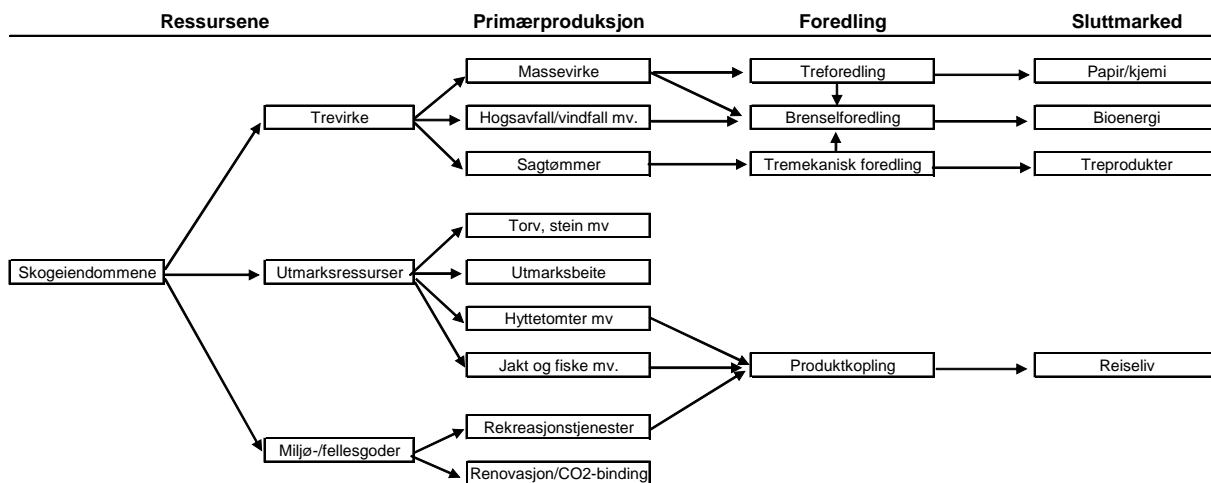 Ressursene Primærproduksjon Foredling Sluttmarked
Massevirke Treforedling Papir/kjemi
Trevirke Hogsavfall/vindfall mv. Brenselforedling Bioenergi
Sagtømmer Tremekanisk foredling Treprodukter
Torv, stein mv
Skogeiendommene Utmarksressurser Utmarksbeite
Hyttetomter mv
Jakt og fiske mv. Produktkopling Reiseliv
Rekreasjonstjenester
Miljø-/fellesgoder
Renovasjon/CO2-binding